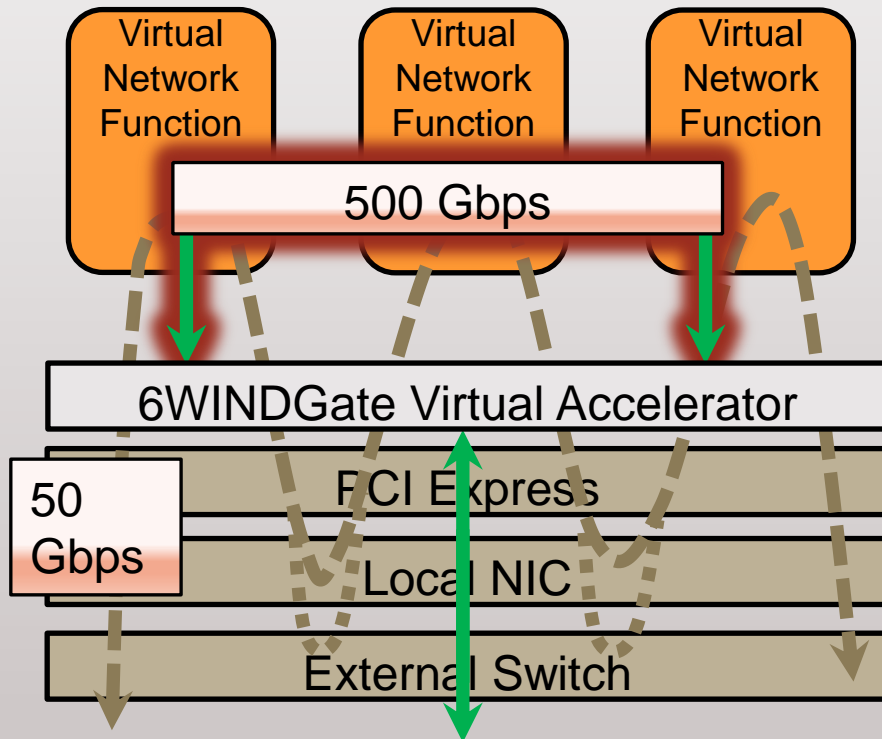 Virtual
Network
Function
Virtual
Network
Function
Virtual
Network
Function
500 Gbps
6WINDGate Virtual Accelerator
PCI Express
50
Gbps
Local NIC
External Switch